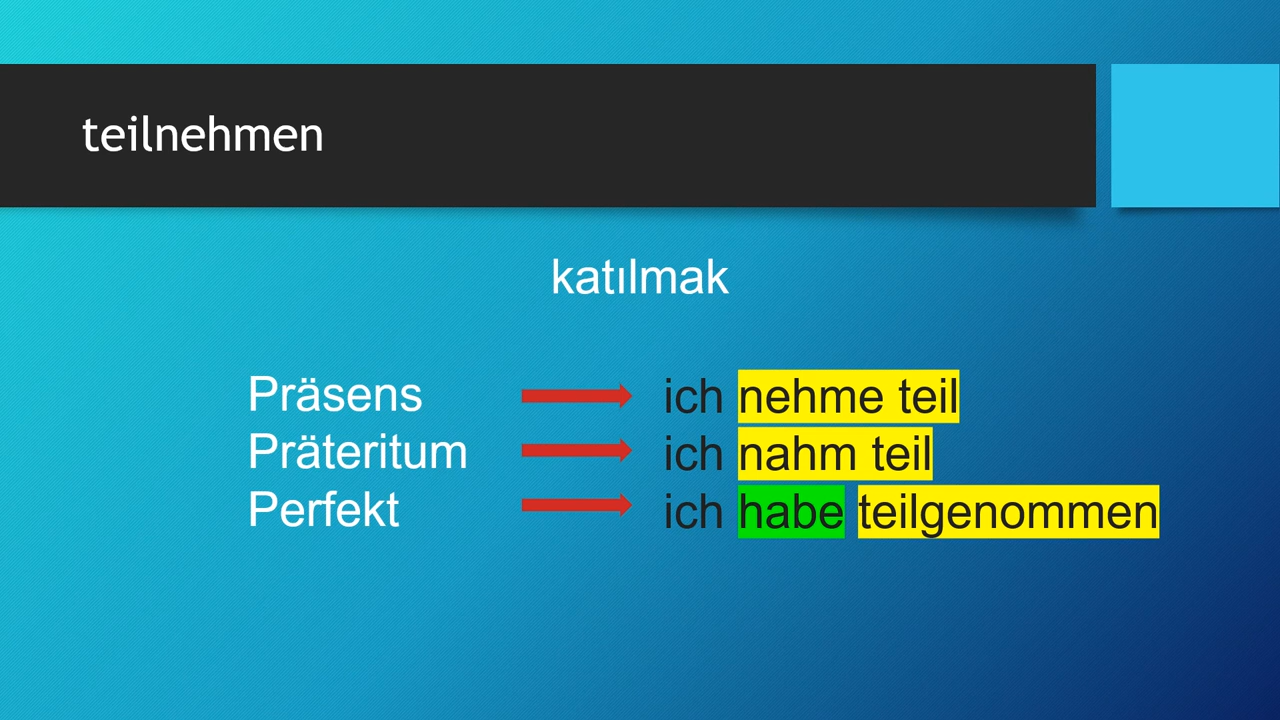 teilnehmen
katılmak
Präsens ich nehme teil
Präteritum ich nahm teil
Perfekt ich habe teilgenommen